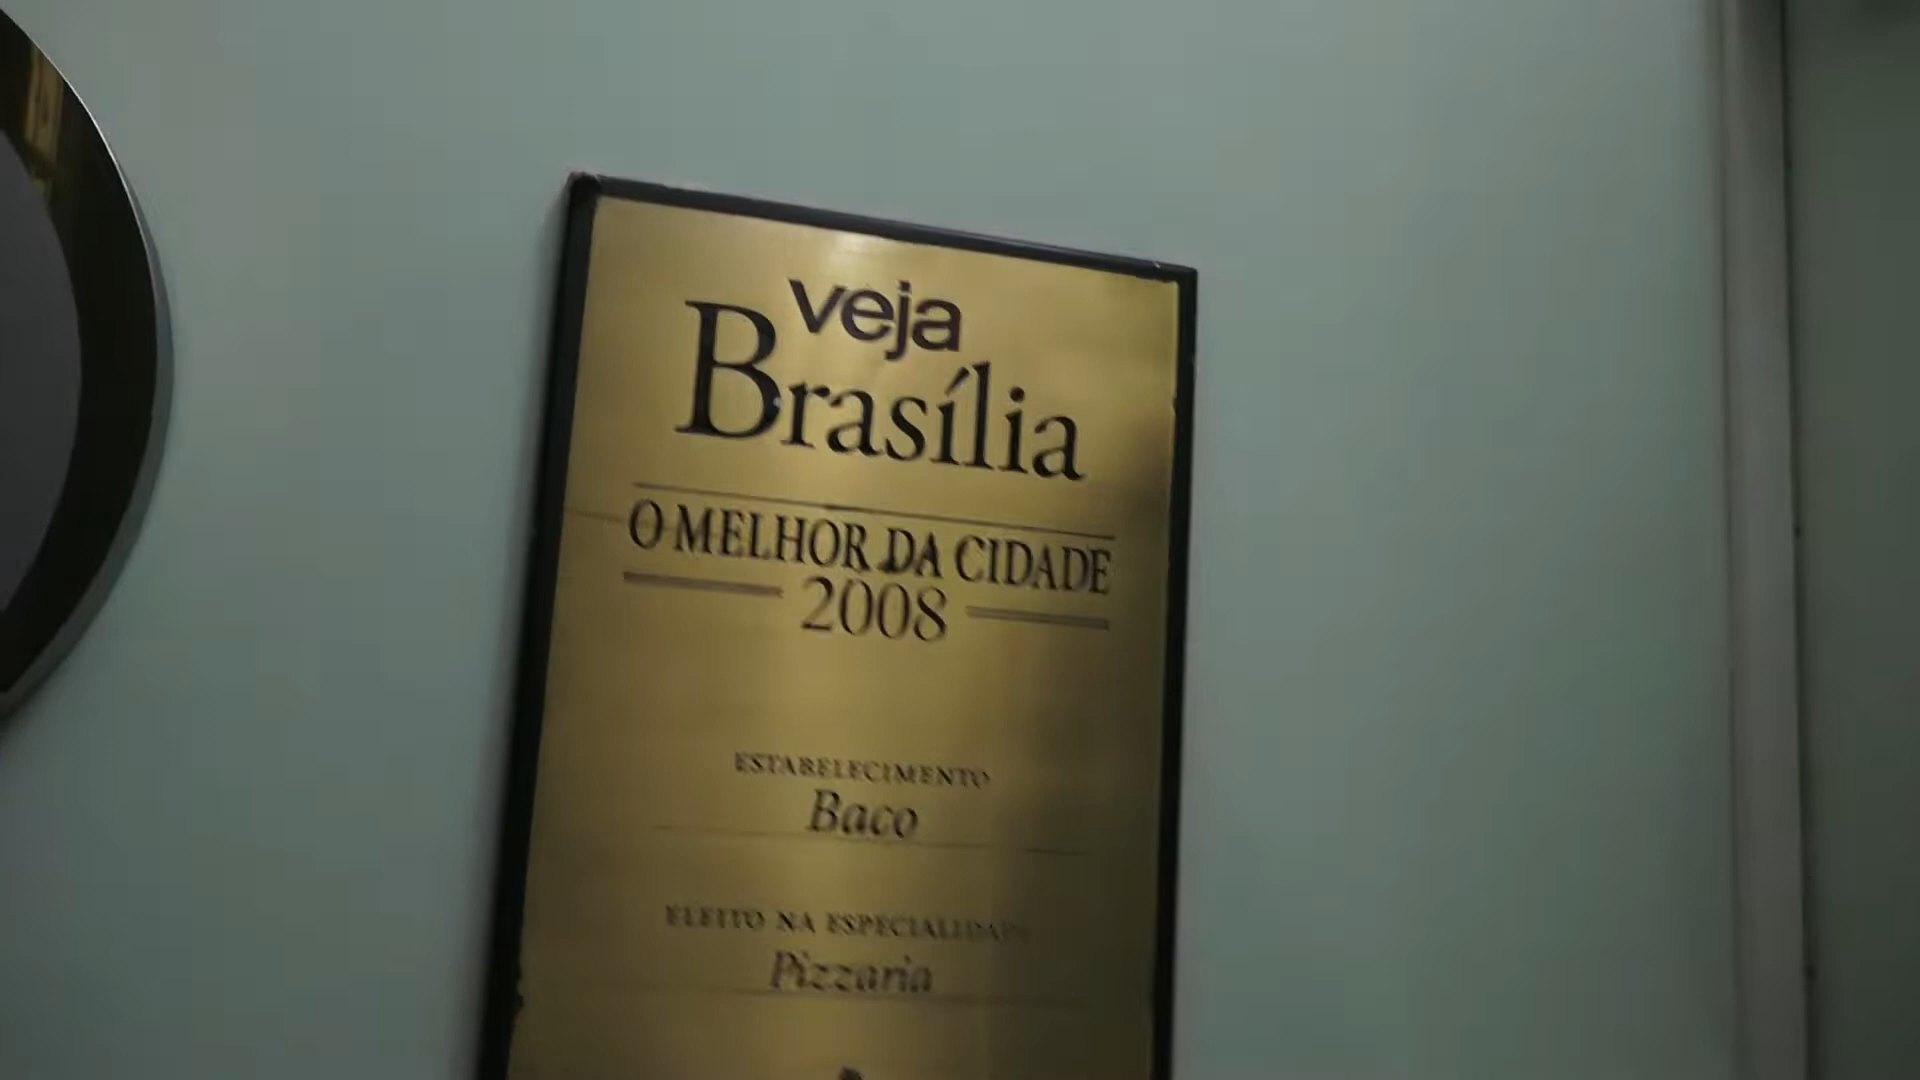 veja
Brasília
O MELHOR DA CIDADE
2008
ESTABELECIMENTO
Baco
ELEITO NA ESPECIALIDADE
Pizzaria